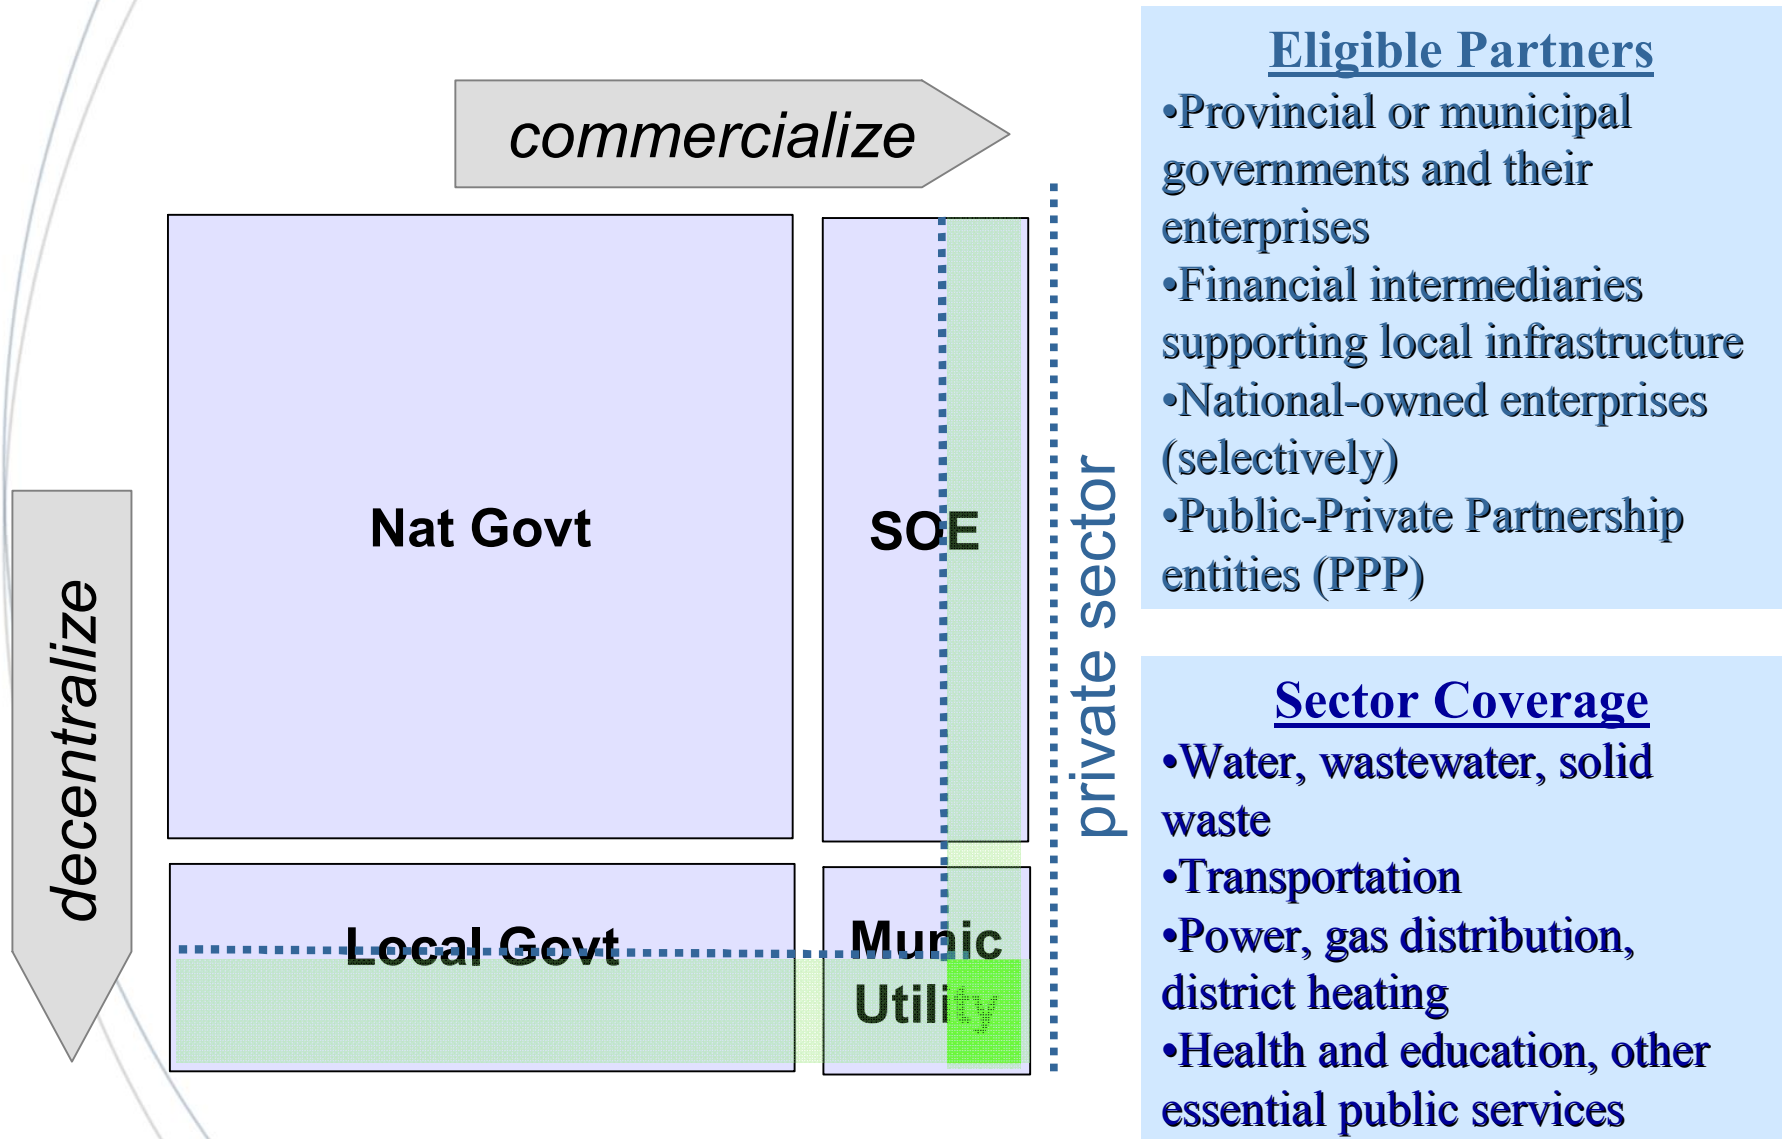 commercialize
decentralize
Nat Govt
SOE
private sector
Local Govt
Munic
Utility
Eligible Partners
•Provincial or municipal
governments and their
enterprises
•Financial intermediaries
supporting local infrastructure
•National-owned enterprises
(selectively)
•Public-Private Partnership
entities (PPP)
Sector Coverage
•Water, wastewater, solid
waste
•Transportation
•Power, gas distribution,
district heating
•Health and education, other
essential public services